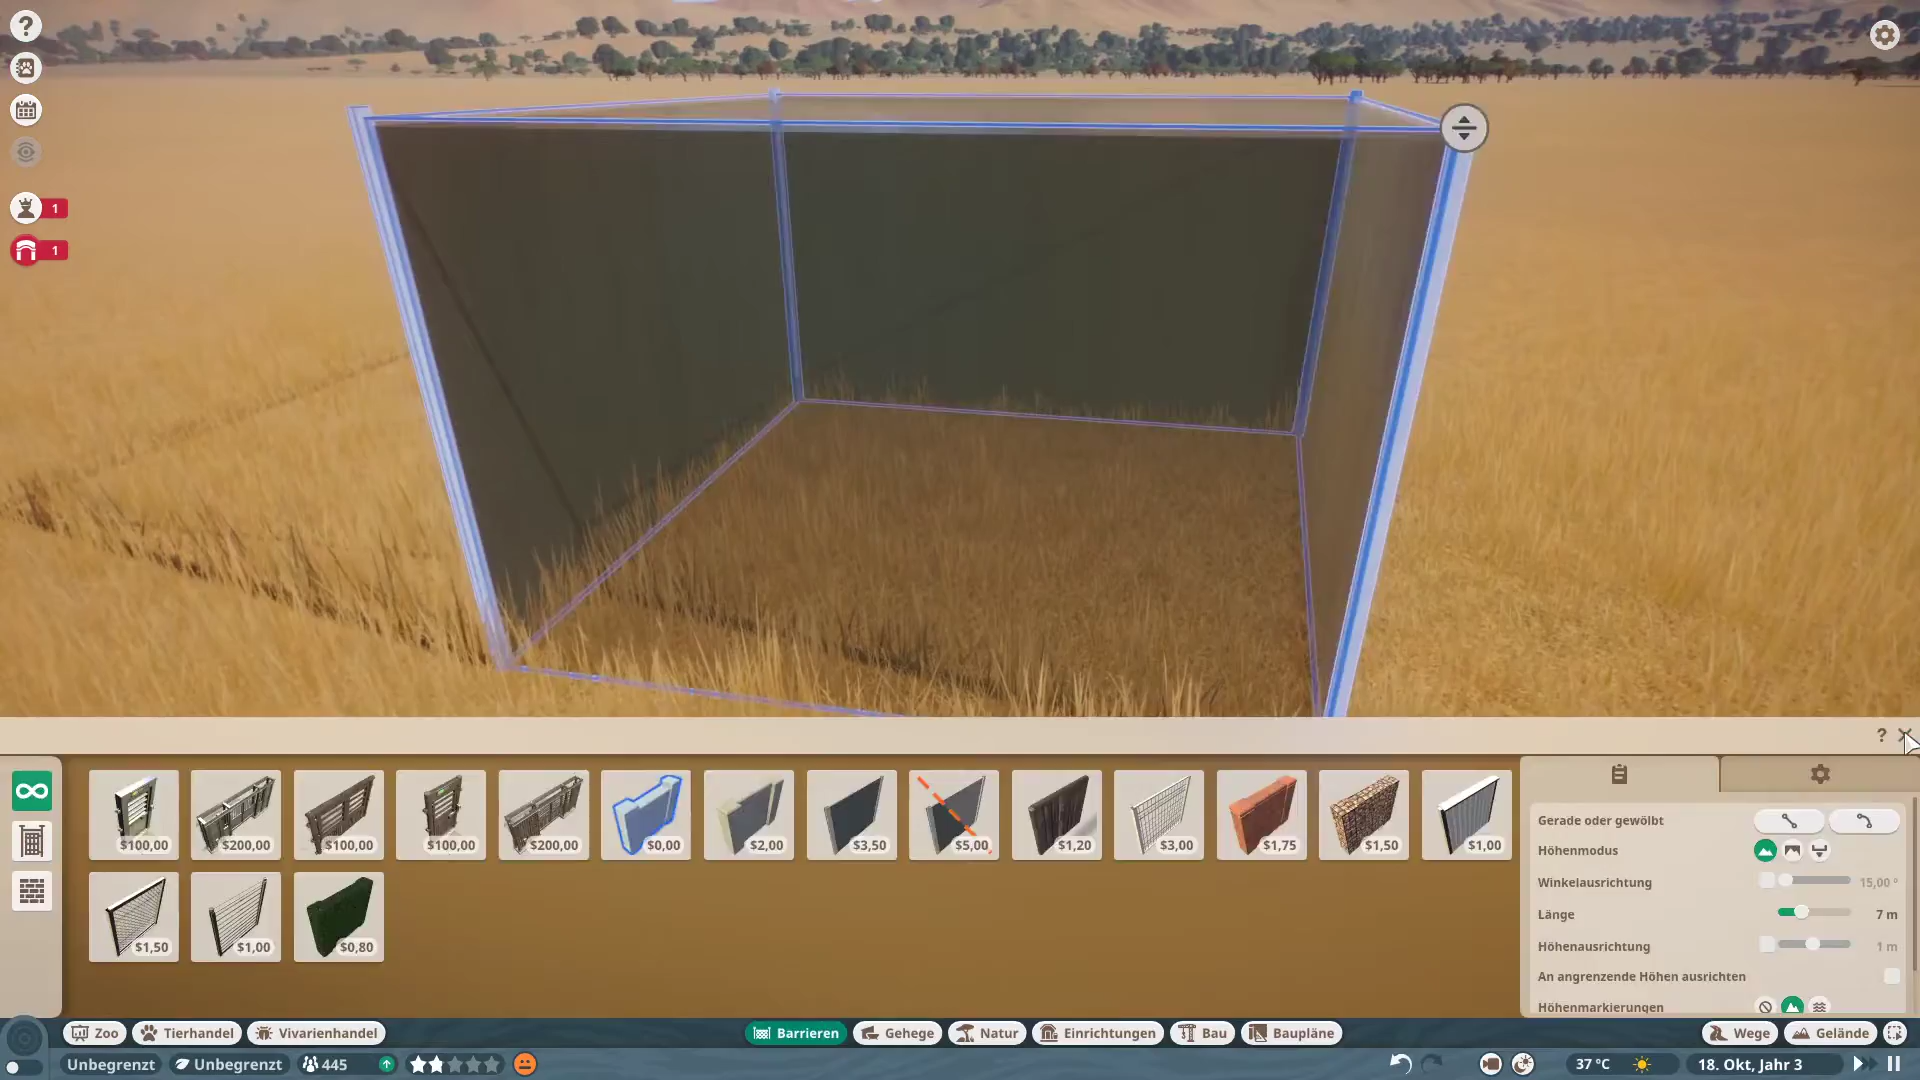 ?
1
1
?
$100,00
$200,00
$100,00
$100,00
$200,00
$0,00
$2,00
$3,50
$5,00
$1,20
$3,00
$1,75
$1,50
$1,00
$1,50
$1,00
$0,80
Gerade oder gewölbt
Höhenmodus
Winkelausrichtung 15,00 °
Länge 7 m
Höhenausrichtung 1 m
An angrenzende Höhen ausrichten
Höhenmarkierungen
Zoo Tierhandel Vivarienhandel Barrieren Gehege Natur Einrichtungen Bau Baupläne Wege Gelände
Unbegrenzt Unbegrenzt 445 37 °C 18. Okt, Jahr 3